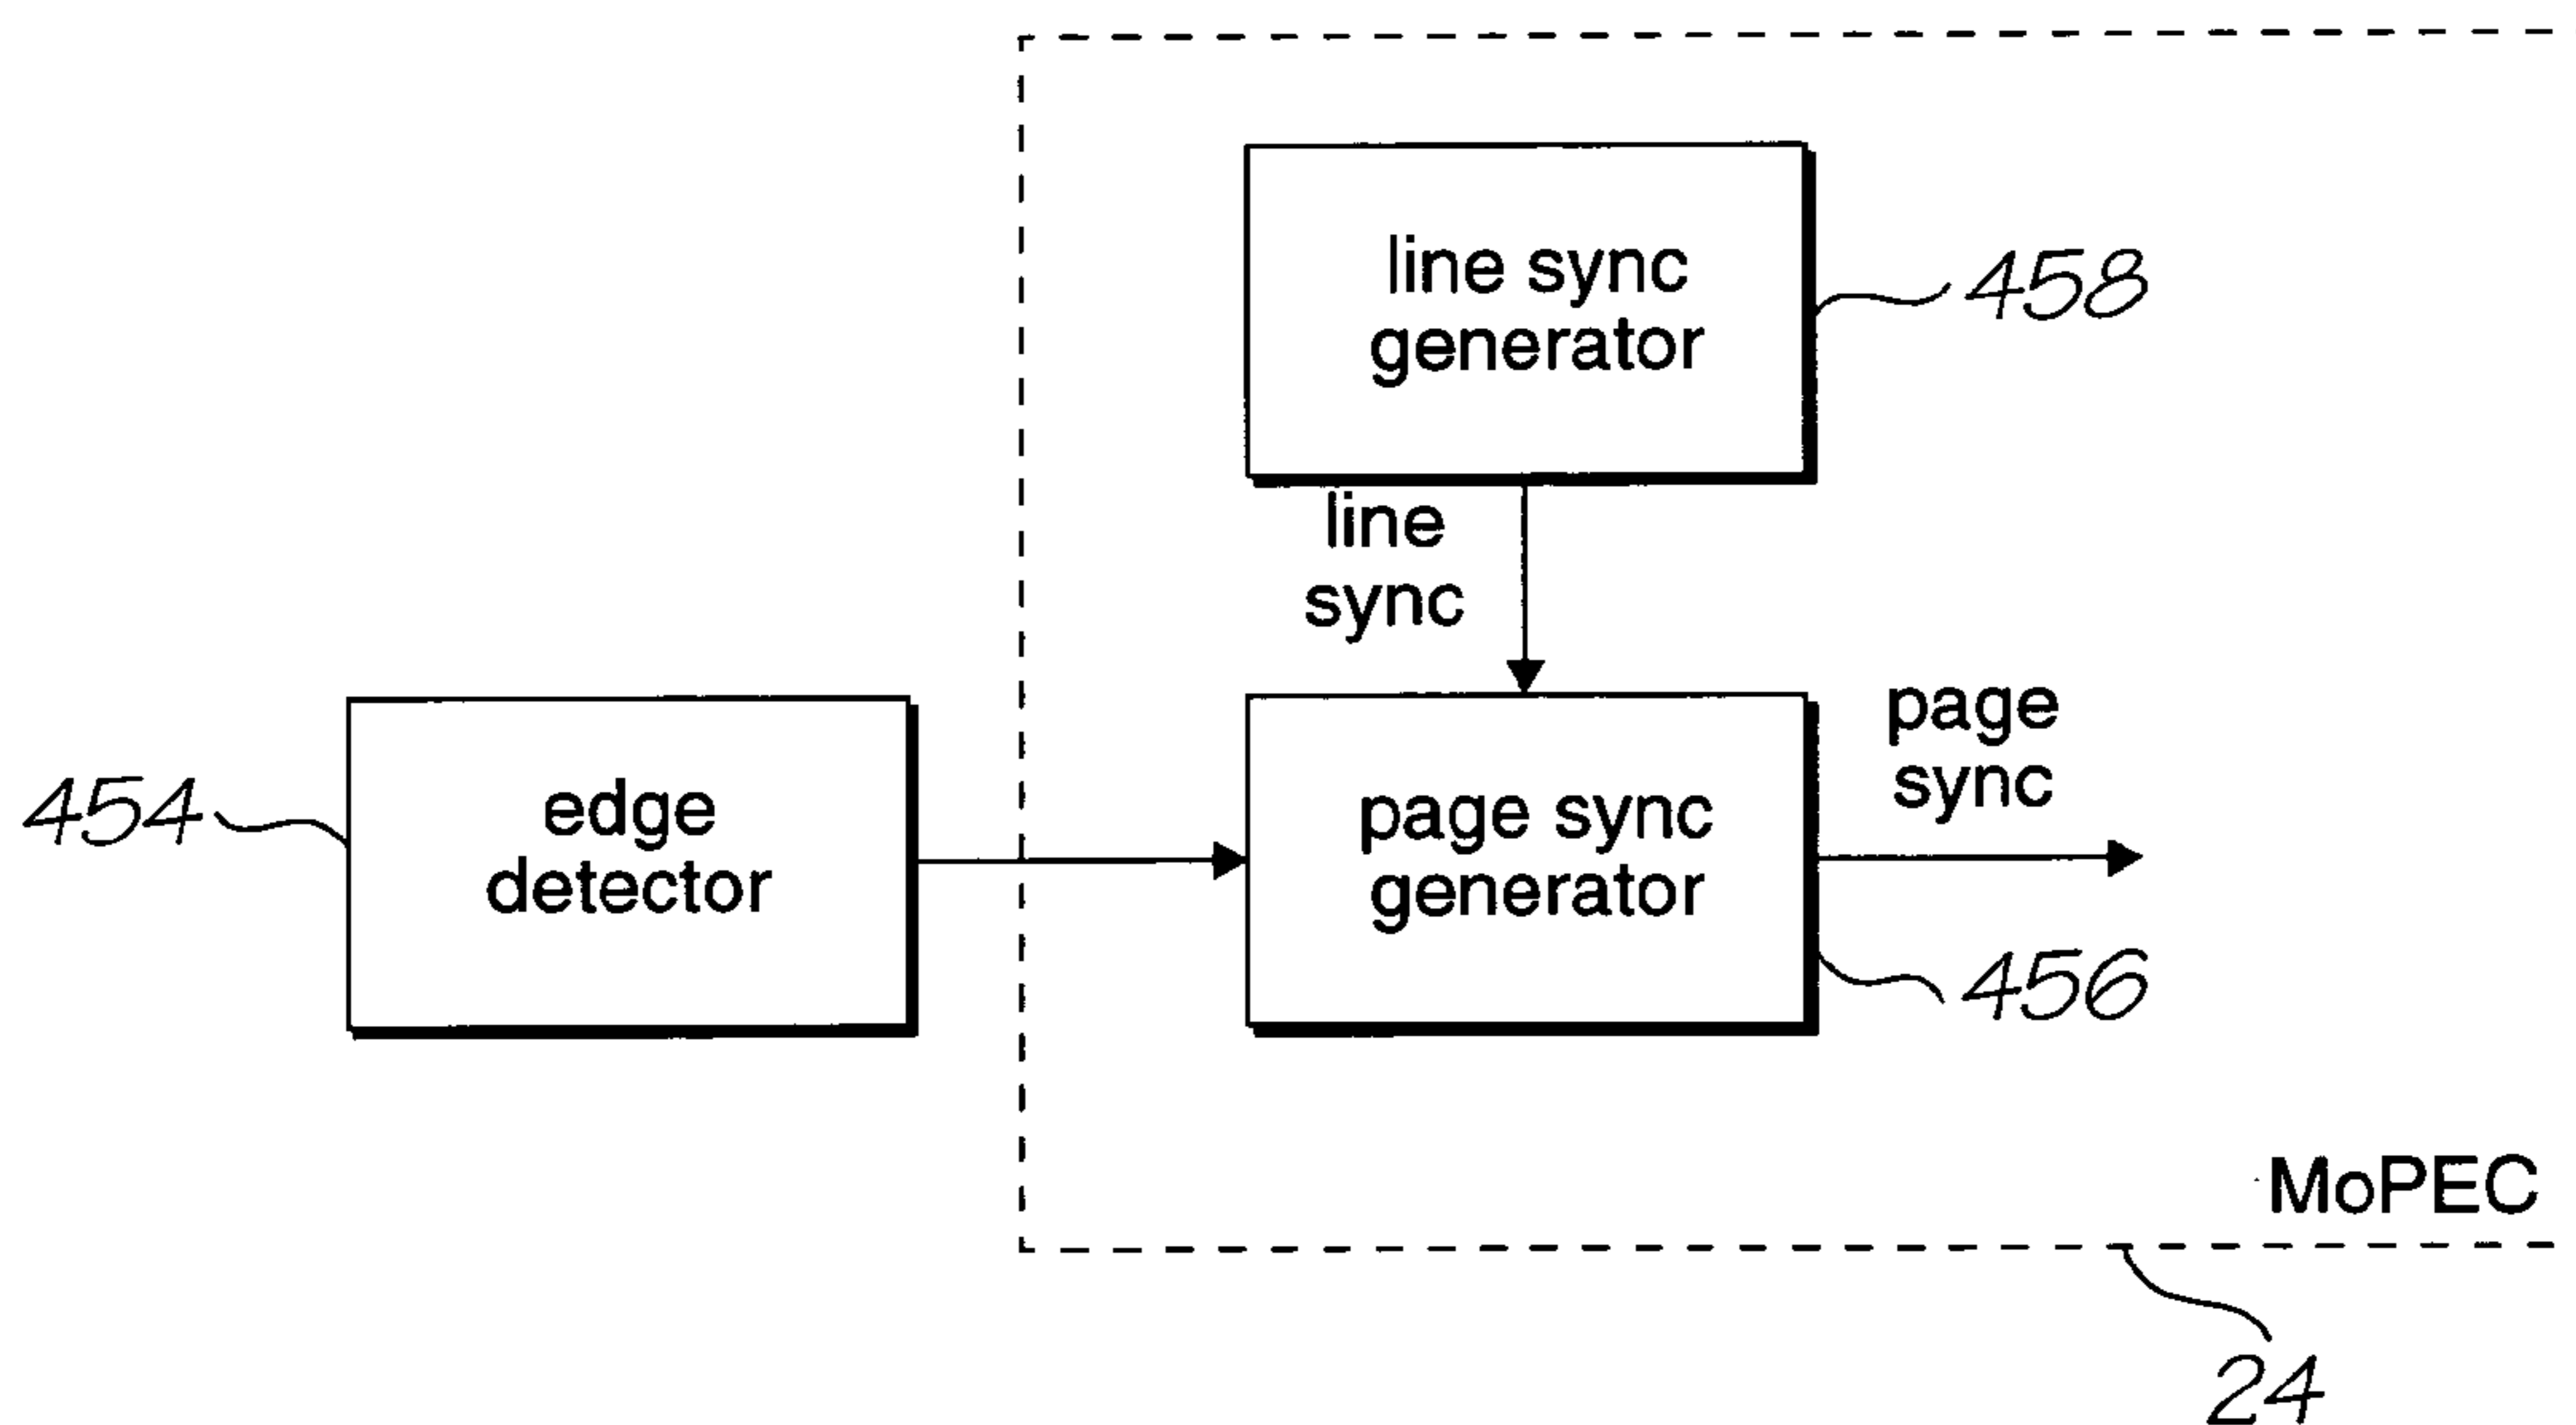 line sync
generator
458
line
sync
454
edge
detector
page sync
generator
page
sync
456
MoPEC
24